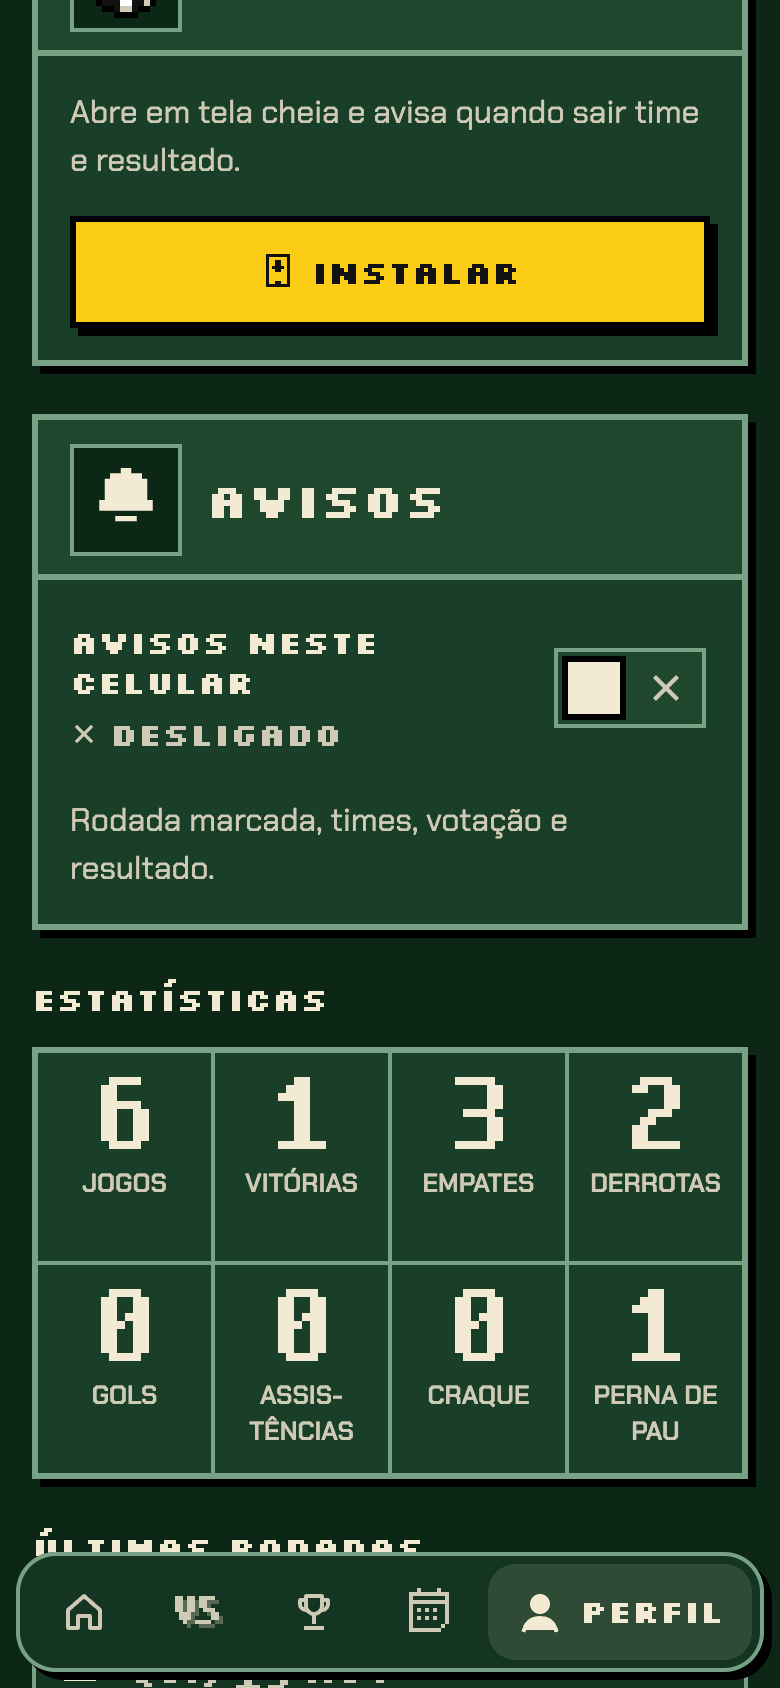 Abre em tela cheia e avisa quando sair time
e resultado.
INSTALAR
AVISOS
AVISOS NESTE
CELULAR
× DESLIGADO
Rodada marcada, times, votação e
resultado.
ESTATÍSTICAS
6 1 3 2
JOGOS VITÓRIAS EMPATES DERROTAS
0 0 0 1
GOLS ASSIS- CRAQUE PERNA DE
TÊNCIAS PAU
ÚLTIMAS RODADAS
VS PERFIL